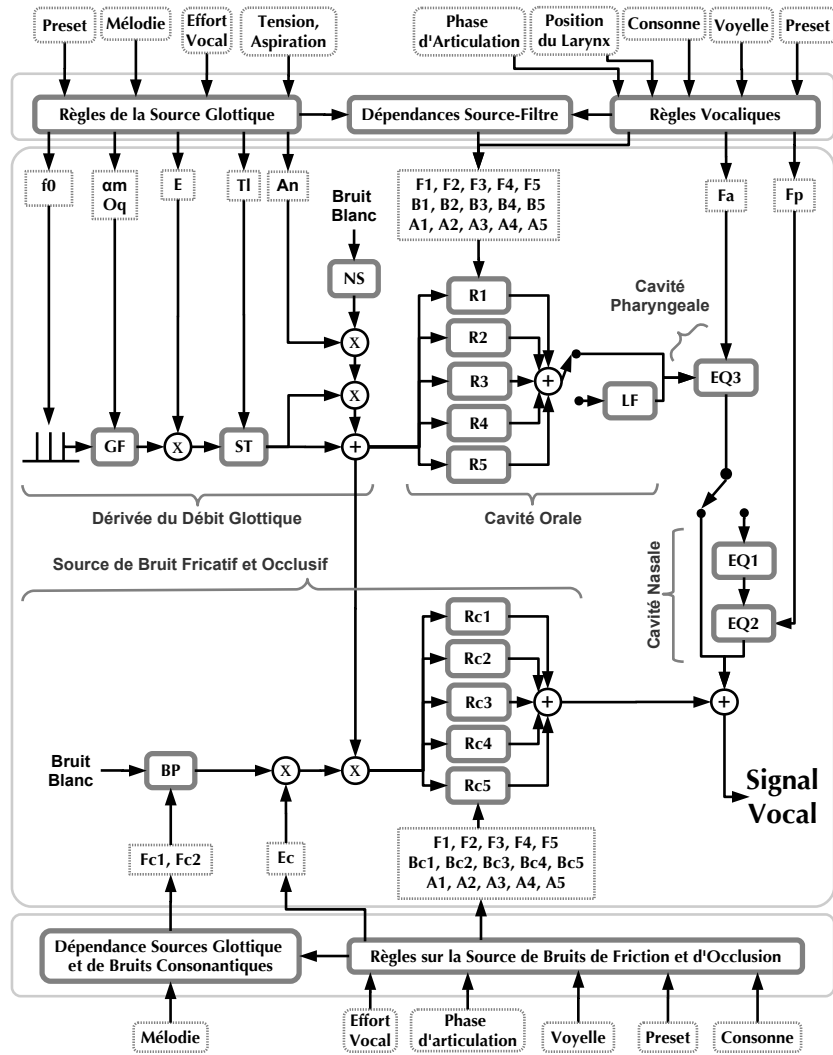 Preset
Mélodie
Effort
Vocal
Tension,
Aspiration
Phase
d'Articulation
Position
du Larynx
Consonne
Voyelle
Preset
Règles de la Source Glottique
Dépendances Source-Filtre
Règles Vocaliques
f0
αm
Oq
E
Tl
An
F1, F2, F3, F4, F5
B1, B2, B3, B4, B5
A1, A2, A3, A4, A5
Fa
Fp
Bruit
Blanc
NS
X
X
GF
X
ST
+
R1
R2
R3
R4
R5
+
LF
Cavité
Pharyngeale
EQ3
Dérivée du Débit Glottique
Cavité Orale
Source de Bruit Fricatif et Occlusif
Cavité Nasale
EQ1
EQ2
Rc1
Rc2
Rc3
Rc4
Rc5
+
+
Bruit
Blanc
BP
X
X
Signal
Vocal
Fc1, Fc2
Ec
F1, F2, F3, F4, F5
Bc1, Bc2, Bc3, Bc4, Bc5
A1, A2, A3, A4, A5
Dépendance Sources Glottique
et de Bruits Consonantiques
Règles sur la Source de Bruits de Friction et d'Occlusion
Mélodie
Effort
Vocal
Phase
d'articulation
Voyelle
Preset
Consonne